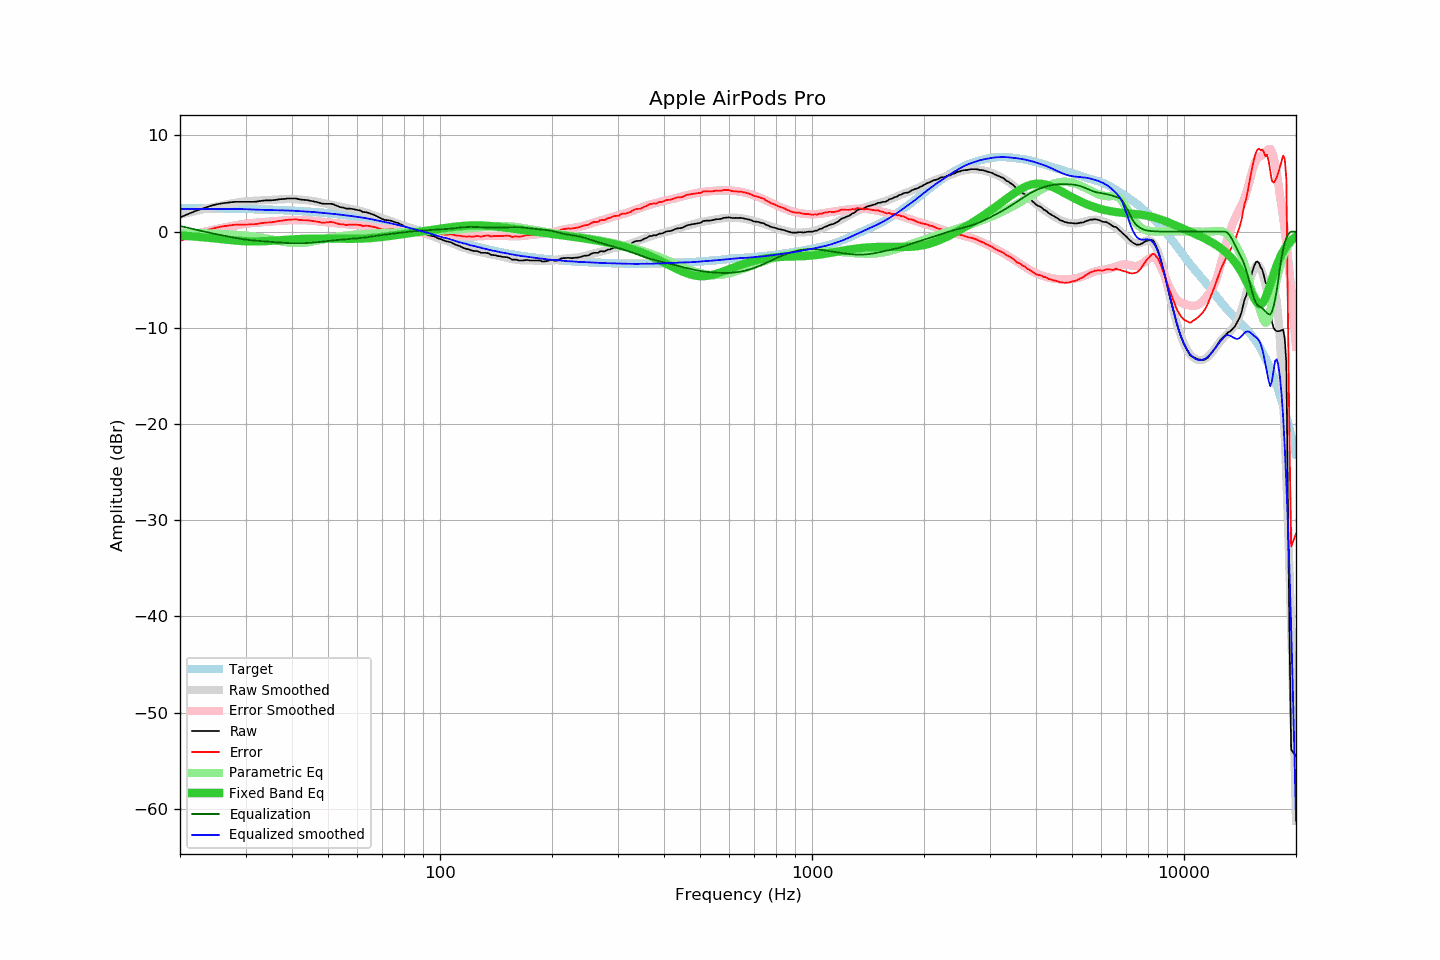 Apple AirPods Pro
10
0
−10
−20
−30
−40
−50
−60
Amplitude (dBr)
Target
Raw Smoothed
Error Smoothed
Raw
Error
Parametric Eq
Fixed Band Eq
Equalization
Equalized smoothed
100
1000
10000
Frequency (Hz)